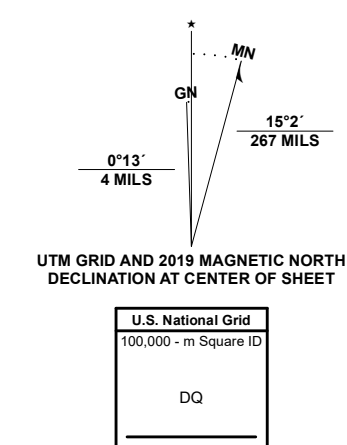 ★
MN
GN
15°2´
267 MILS
0°13´
4 MILS
UTM GRID AND 2019 MAGNETIC NORTH
DECLINATION AT CENTER OF SHEET
U.S. National Grid
100,000 - m Square ID
DQ